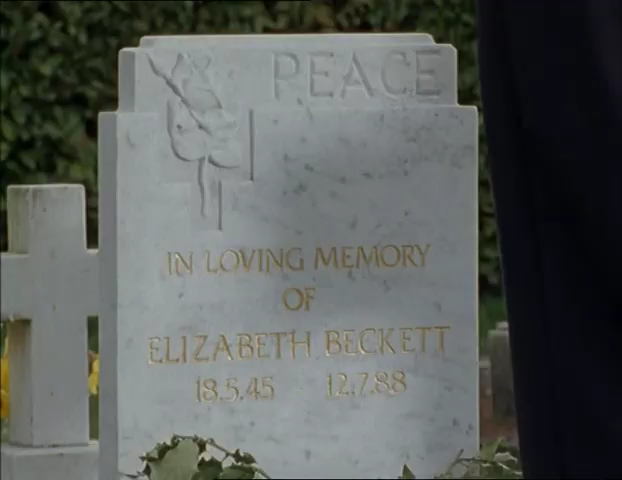 PEACE
IN LOVING MEMORY
OF
ELIZABETH BECKETT
18.5.45 12.7.88